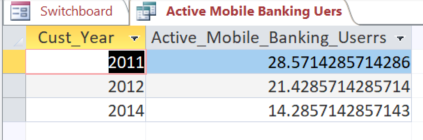 Switchboard Active Mobile Banking Uers
Cust_Year Active_Mobile_Banking_Userrs
2011 28.5714285714286
2012 21.4285714285714
2014 14.2857142857143